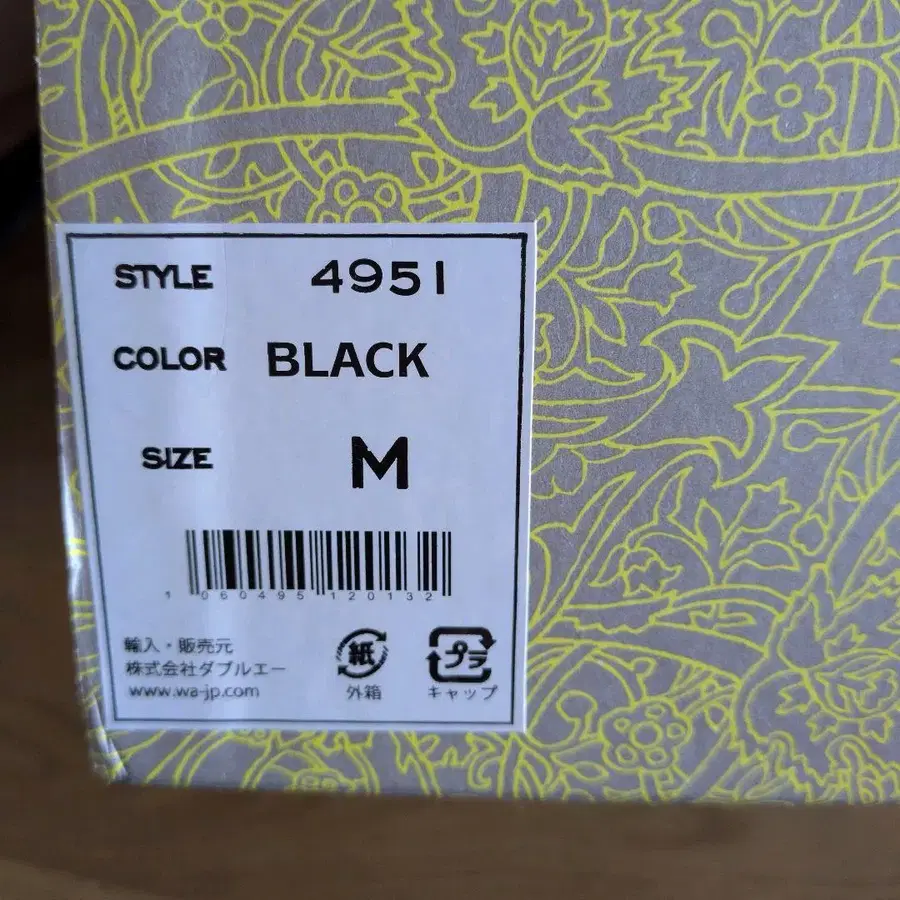 STYLE 4951
COLOR BLACK
SIZE M
1 060495 120132
輸入・販売元
株式会社ダブルエー
www.wa-jp.com
紙
外箱
プラ
キャップ